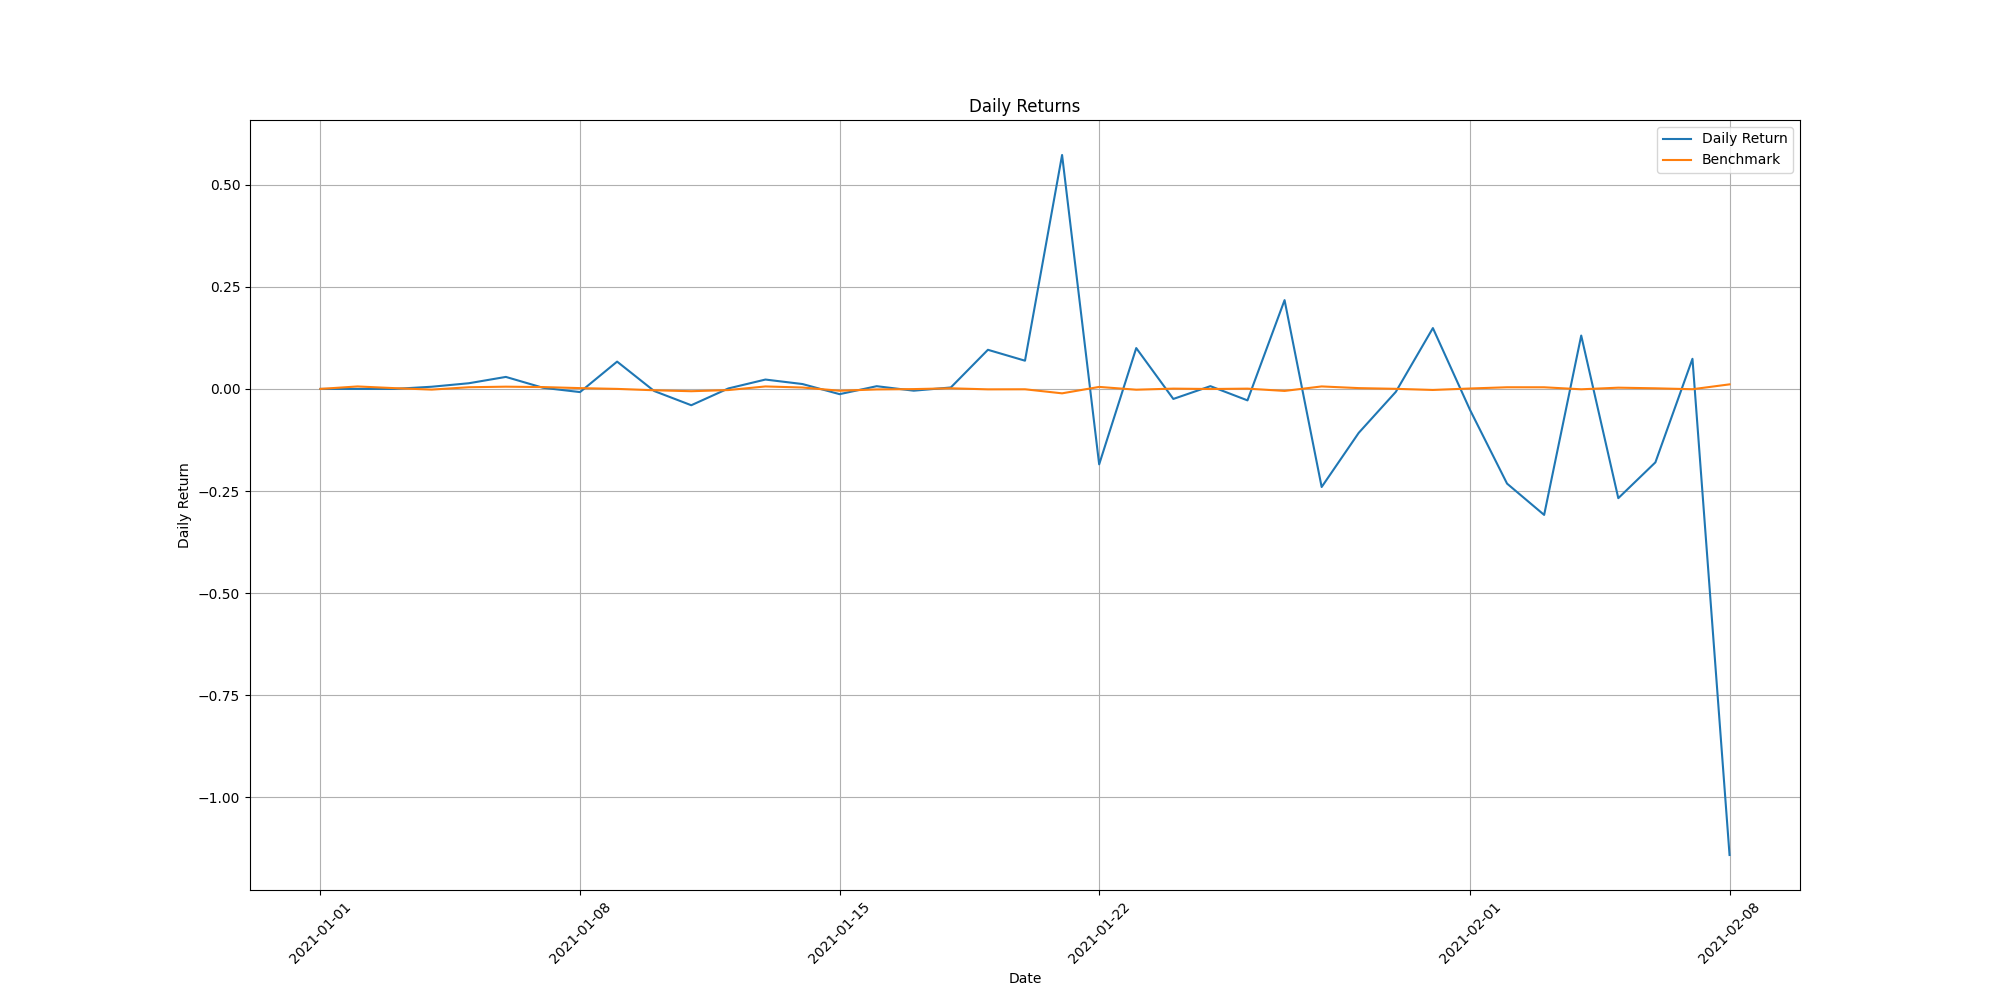 Daily Returns
Daily Return
Benchmark
0.50
0.25
0.00
−0.25
−0.50
−0.75
−1.00
Daily Return
2021-01-01
2021-01-08
2021-01-15
2021-01-22
2021-02-01
2021-02-08
Date